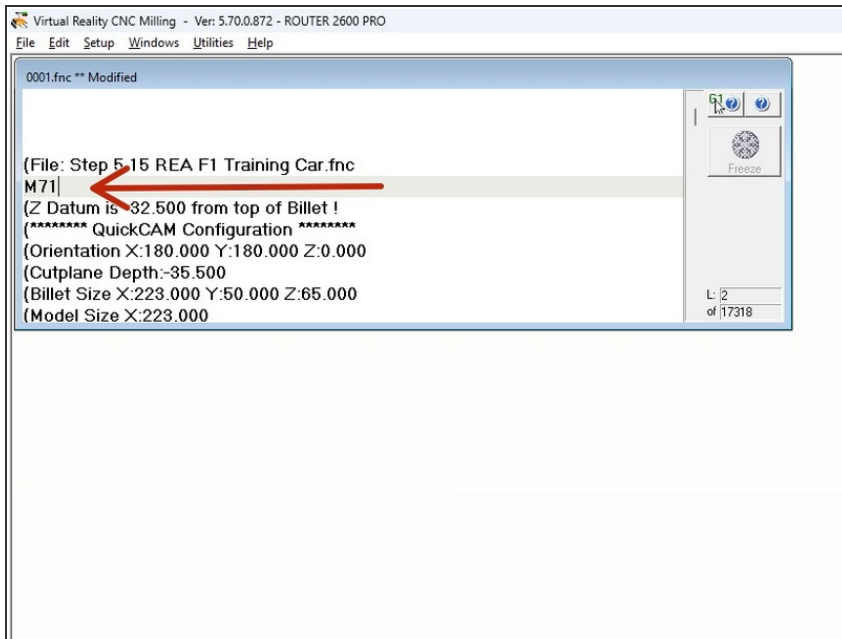 Virtual Reality CNC Milling - Ver: 5.70.0.872 - ROUTER 2600 PRO
File Edit Setup Windows Utilities Help
0001.fnc ** Modified
G1
Freeze
(File: Step 5.15 REA F1 Training Car.fnc
M71
(Z Datum is -32.500 from top of Billet !
(******** QuickCAM Configuration ********
(Orientation X:180.000 Y:180.000 Z:0.000
(Cutplane Depth:-35.500
(Billet Size X:223.000 Y:50.000 Z:65.000
(Model Size X:223.000
L: 2
of 17318